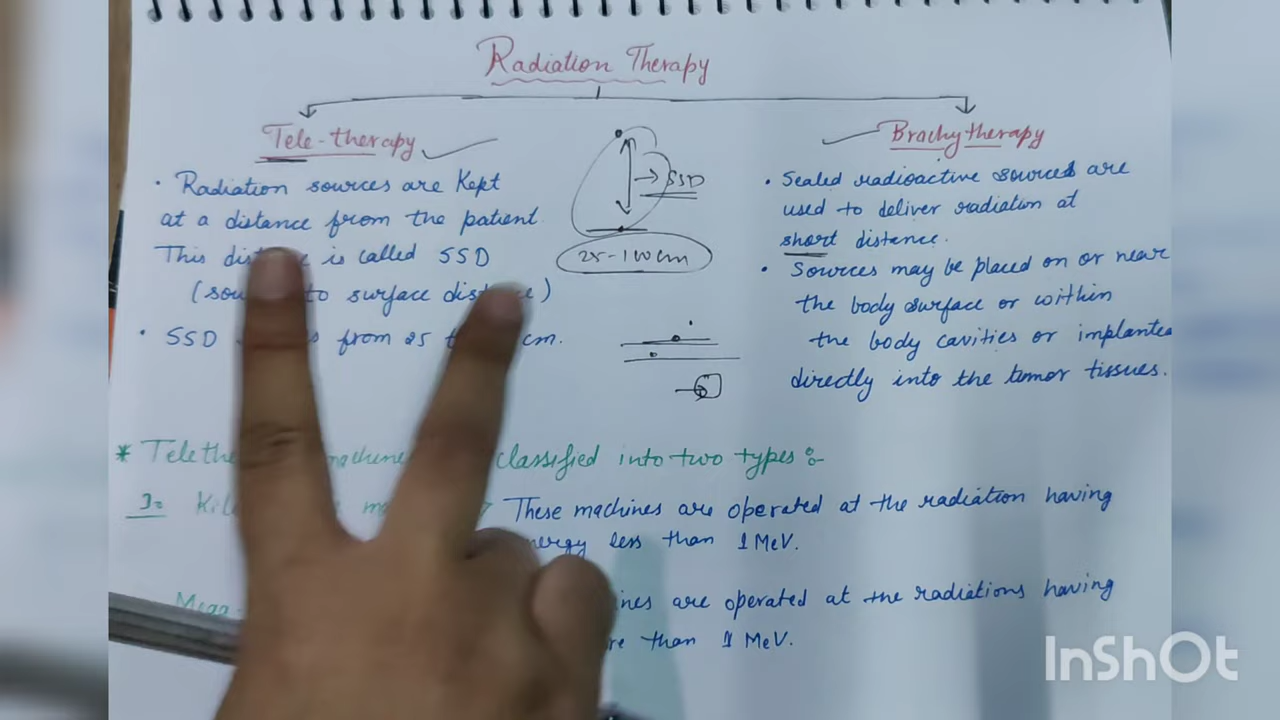 Radiation Therapy
Tele-therapy
• Radiation sources are kept
at a distance from the patient
This is called SSD
to surface )
• SSD from 25 cm.
→ SSD
25-100cm
Brachytherapy
• Sealed radioactive sources are
used to deliver radiation at
short distance.
• Sources may be placed on or near
the body surface or within
the body cavities or implanted
directly into the tumor tissues.
* classified into two types :-
1= These machines are operated at the radiation having
less than 1 MeV.
are operated at the radiations having
than 1 MeV.
InShOt